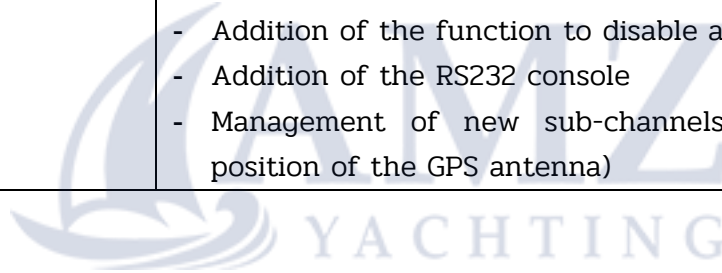 - Addition of the function to disable a
- Addition of the RS232 console
- Management of new sub-channels
position of the GPS antenna)
AMZ
YACHTING